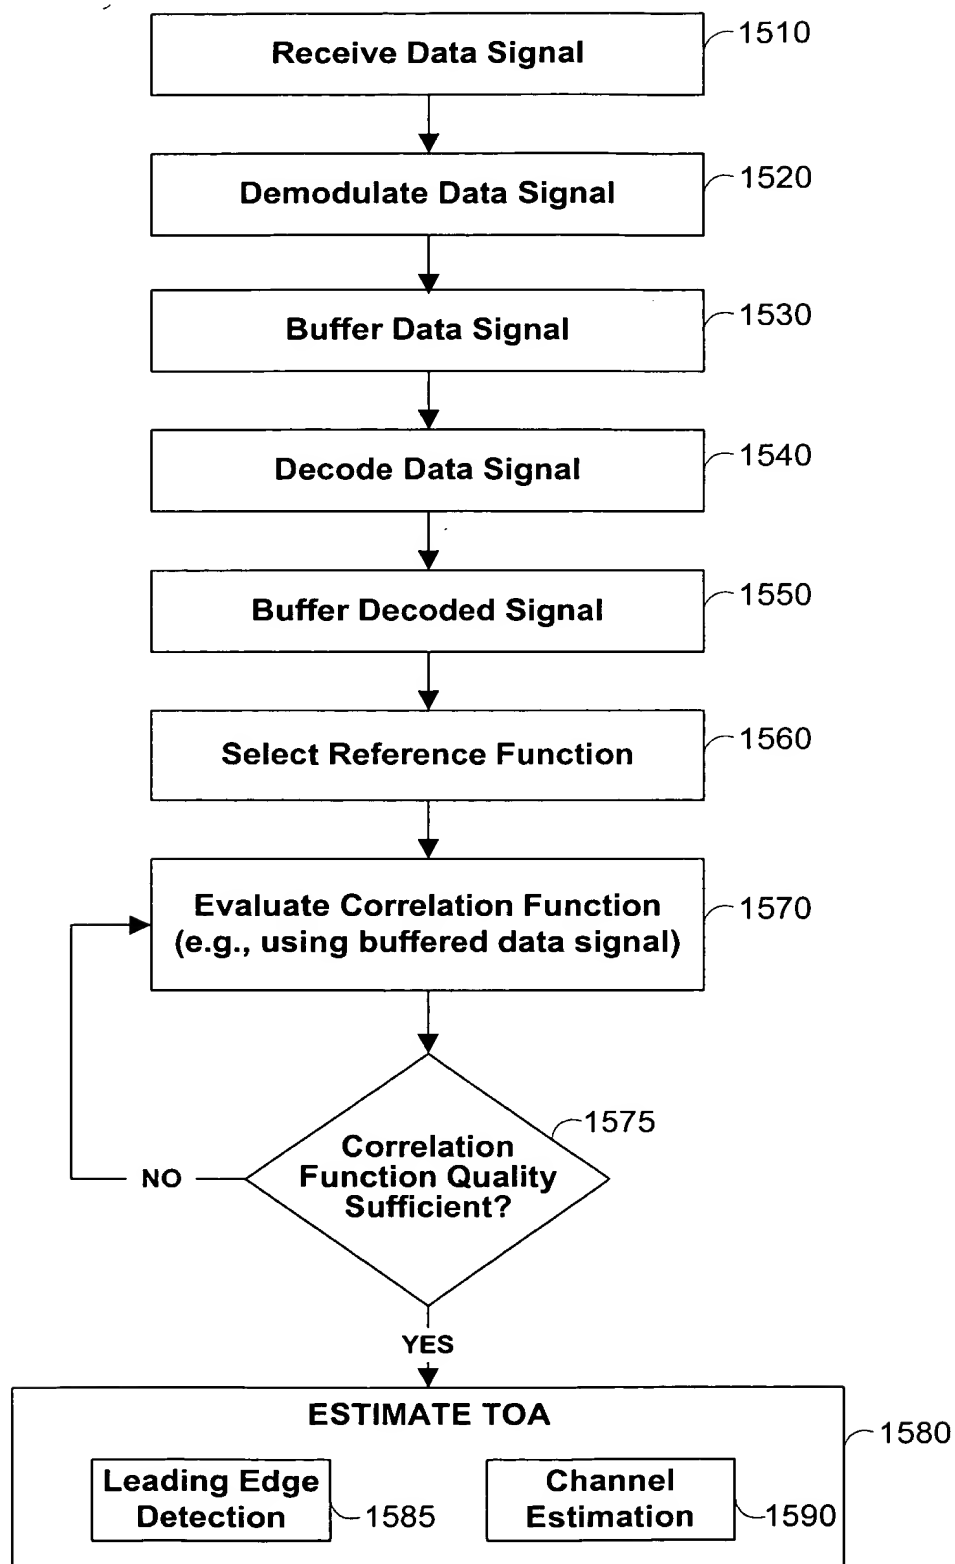 Receive Data Signal
1510
Demodulate Data Signal
1520
Buffer Data Signal
1530
Decode Data Signal
1540
Buffer Decoded Signal
1550
Select Reference Function
1560
Evaluate Correlation Function
(e.g., using buffered data signal)
1570
Correlation
Function Quality
Sufficient?
1575
NO
YES
ESTIMATE TOA
1580
Leading Edge
Detection
1585
Channel
Estimation
1590